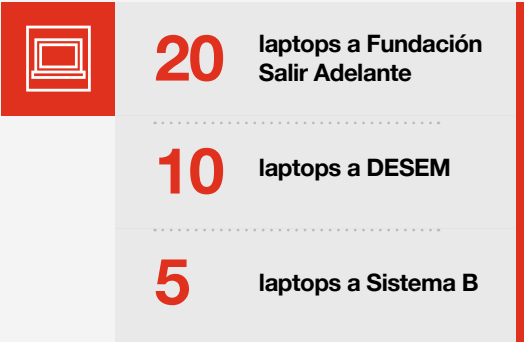 20 laptops a Fundación
Salir Adelante
10 laptops a DESEM
5 laptops a Sistema B